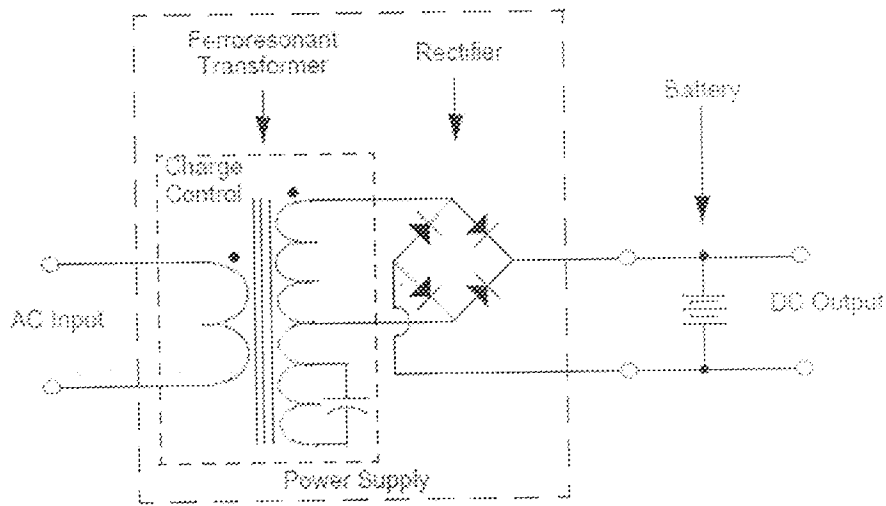 Ferroresonant
Transformer
Rectifier
Battery
Charge
Control
AC Input
DC Output
Power Supply